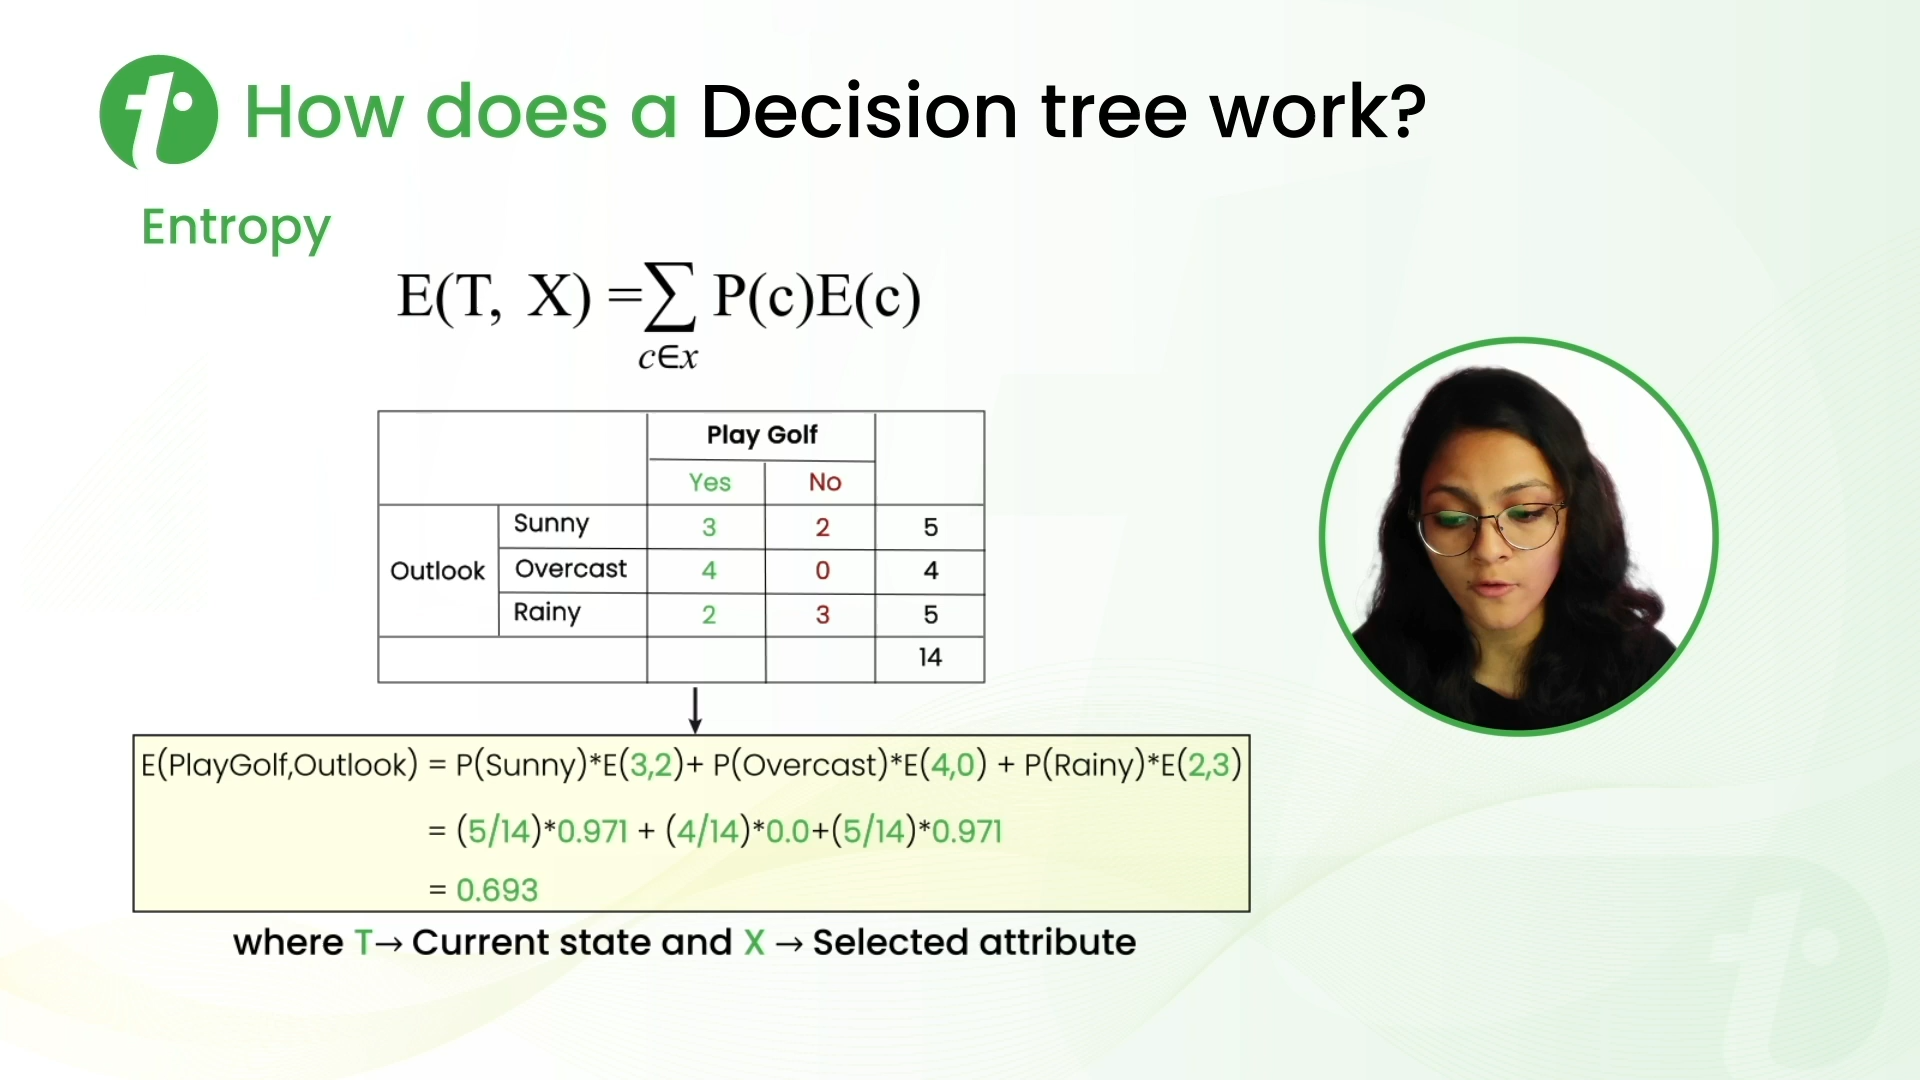 How does a Decision tree work?
Entropy
E(T, X) =∑ P(c)E(c)
c∈x
Play Golf
Yes No
Sunny 3 2 5
Outlook Overcast 4 0 4
Rainy 2 3 5
14
E(PlayGolf,Outlook) = P(Sunny)*E(3,2)+ P(Overcast)*E(4,0) + P(Rainy)*E(2,3)
= (5/14)*0.971 + (4/14)*0.0+(5/14)*0.971
= 0.693
where T→ Current state and X → Selected attribute